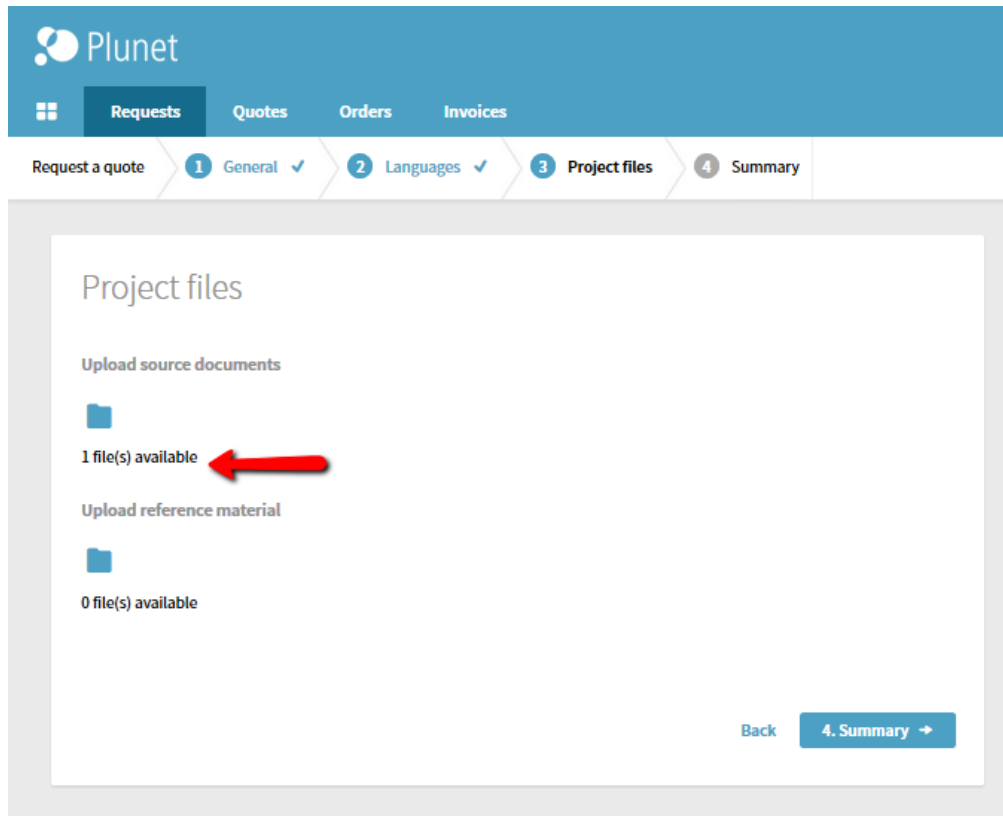 Plunet
Requests Quotes Orders Invoices
Request a quote 1 General 2 Languages 3 Project files 4 Summary
Project files
Upload source documents
1 file(s) available
Upload reference material
0 file(s) available
Back 4. Summary